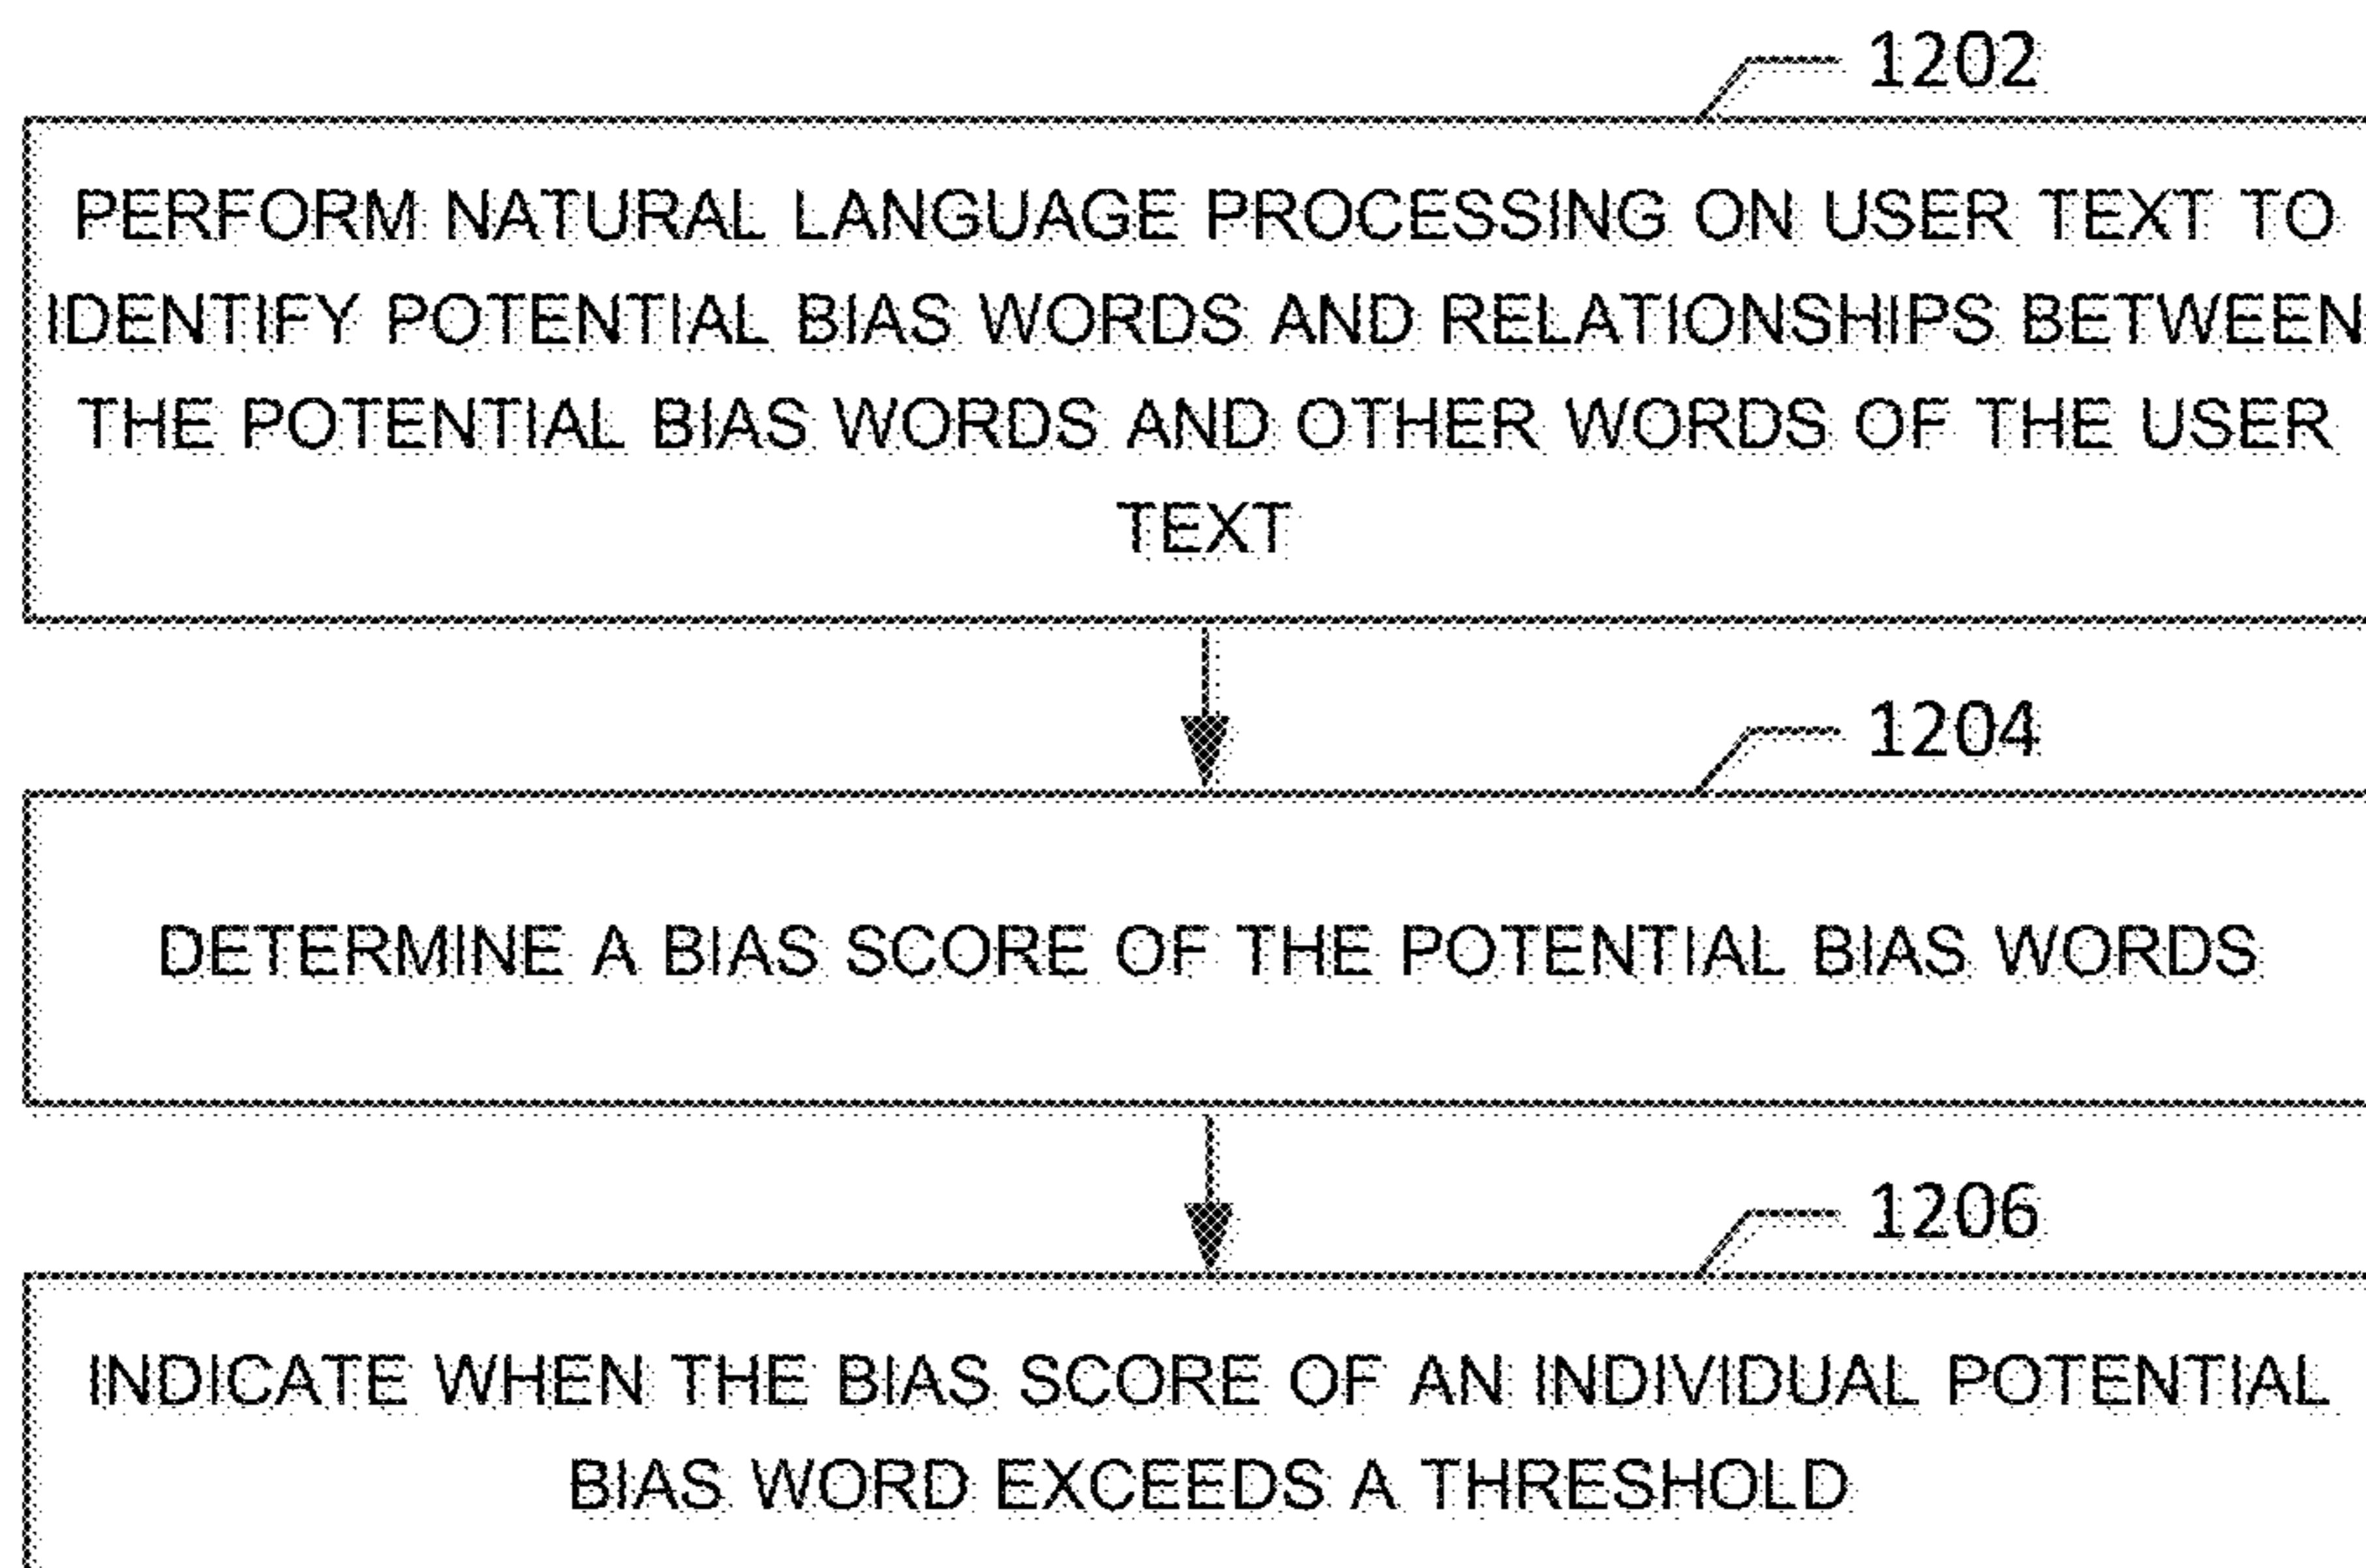 1202
PERFORM NATURAL LANGUAGE PROCESSING ON USER TEXT TO
IDENTIFY POTENTIAL BIAS WORDS AND RELATIONSHIPS BETWEEN
THE POTENTIAL BIAS WORDS AND OTHER WORDS OF THE USER
TEXT
1204
DETERMINE A BIAS SCORE OF THE POTENTIAL BIAS WORDS
1206
INDICATE WHEN THE BIAS SCORE OF AN INDIVIDUAL POTENTIAL
BIAS WORD EXCEEDS A THRESHOLD